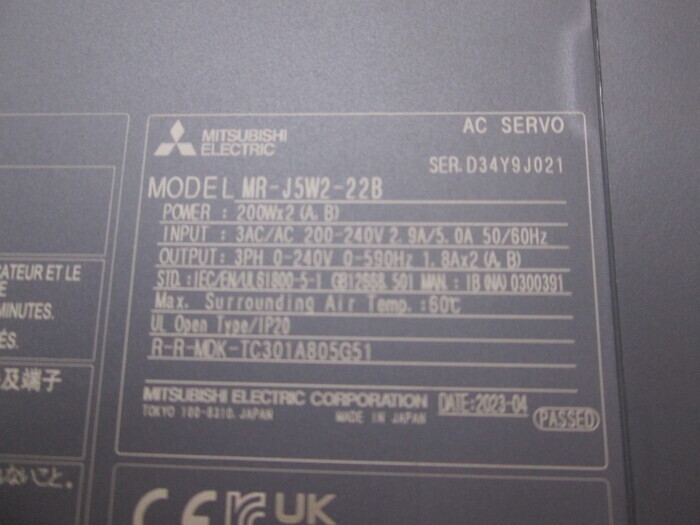 MITSUBISHI
ELECTRIC
AC SERVO
SER. D34Y9J021
MODEL MR-J5W2-22B
POWER : 200Wx2(A, B)
INPUT : 3AC/AC 200-240V 2.9A/5.0A 50/60Hz
OUTPUT: 3PH 0-240V 0-590Hz 1.8Ax2(A, B)
STD.: IEC/EN/UL61800-5-1 GB12668.501 MAN.: IB(NA)0300391
Max. Surrounding Air Temp.:60℃
UL Open Type/IP20
R-R-MDK-TC301A805G51
MITSUBISHI ELECTRIC CORPORATION
TOKYO 100-8310, JAPAN MADE IN JAPAN
DATE:2023-04
PASSED
CATEUR ET LE
MINUTES.
ÉS.
及端子
れないこと。
CE UK